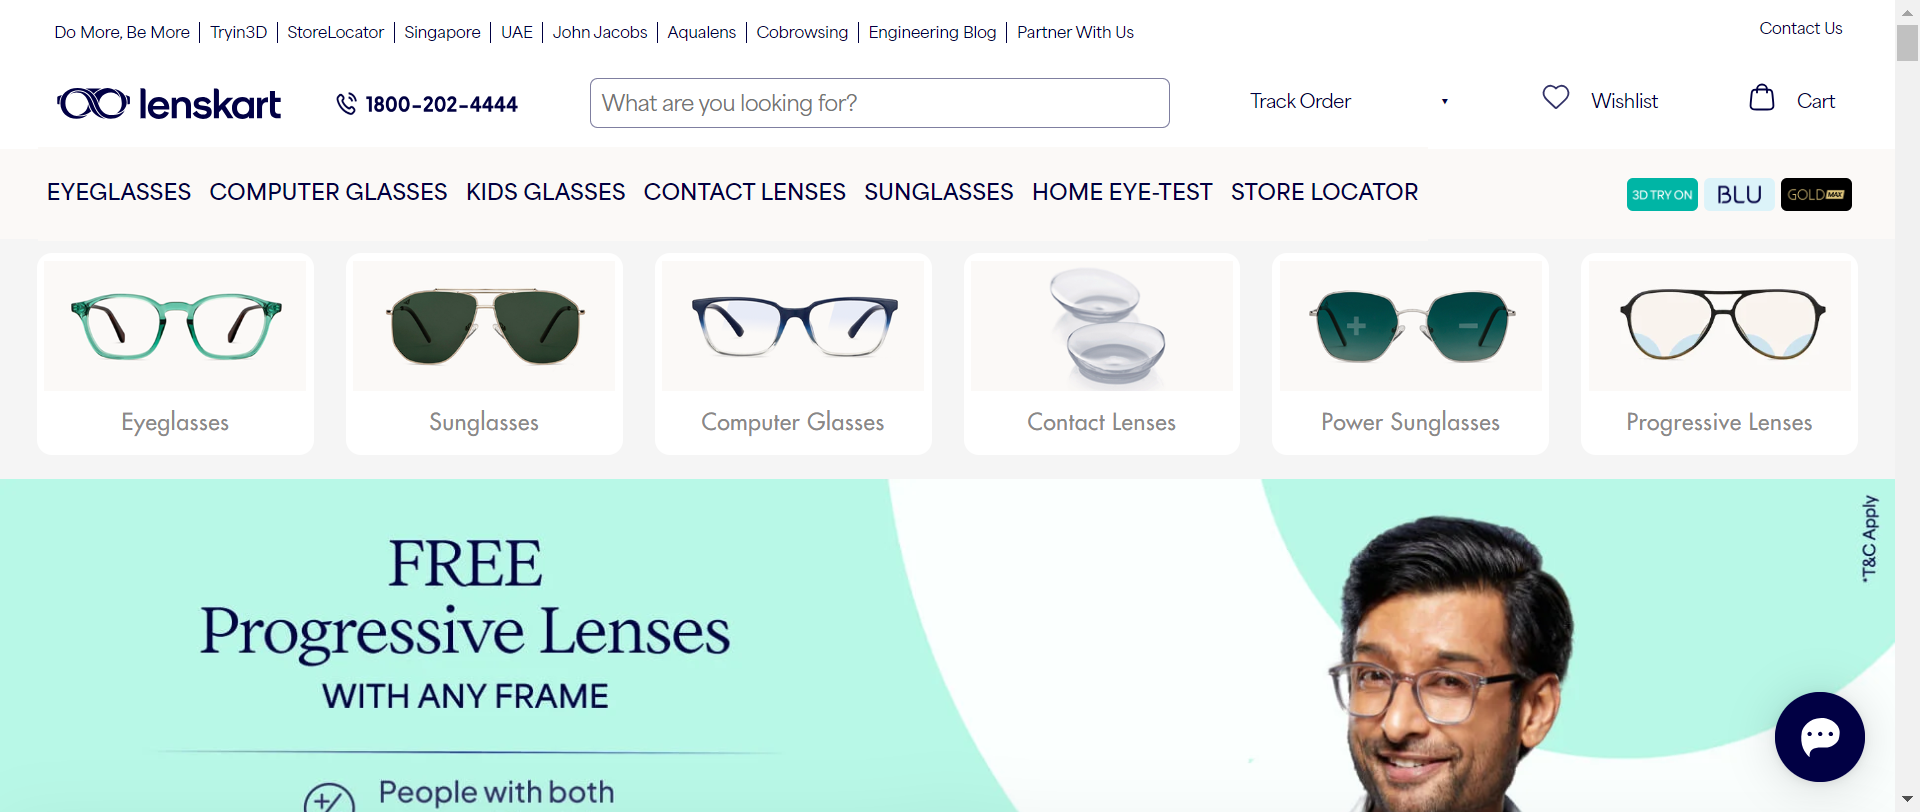 Do More, Be More Tryin3D StoreLocator Singapore UAE John Jacobs Aqualens Cobrowsing Engineering Blog Partner With Us Contact Us
lenskart 1800-202-4444 What are you looking for? Track Order Wishlist Cart
EYEGLASSES COMPUTER GLASSES KIDS GLASSES CONTACT LENSES SUNGLASSES HOME EYE-TEST STORE LOCATOR 3D TRY ON BLU GOLD MAX
Eyeglasses Sunglasses Computer Glasses Contact Lenses Power Sunglasses Progressive Lenses
*T&C Apply
FREE
Progressive Lenses
WITH ANY FRAME
People with both